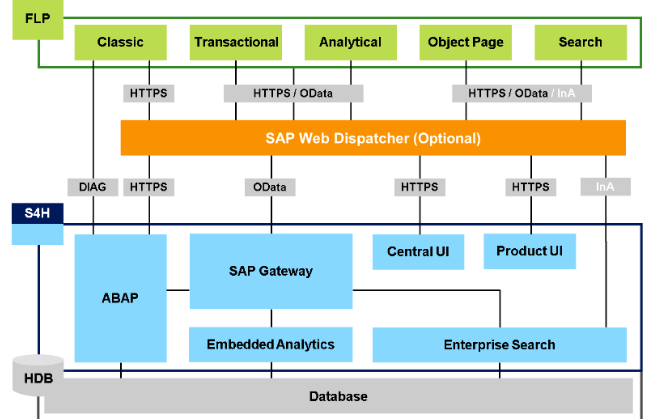 FLP
Classic
Transactional
Analytical
Object Page
Search
HTTPS
HTTPS / OData
HTTPS / OData / InA
SAP Web Dispatcher (Optional)
DIAG
HTTPS
OData
HTTPS
HTTPS
InA
S4H
ABAP
SAP Gateway
Central UI
Product UI
Embedded Analytics
Enterprise Search
HDB
Database